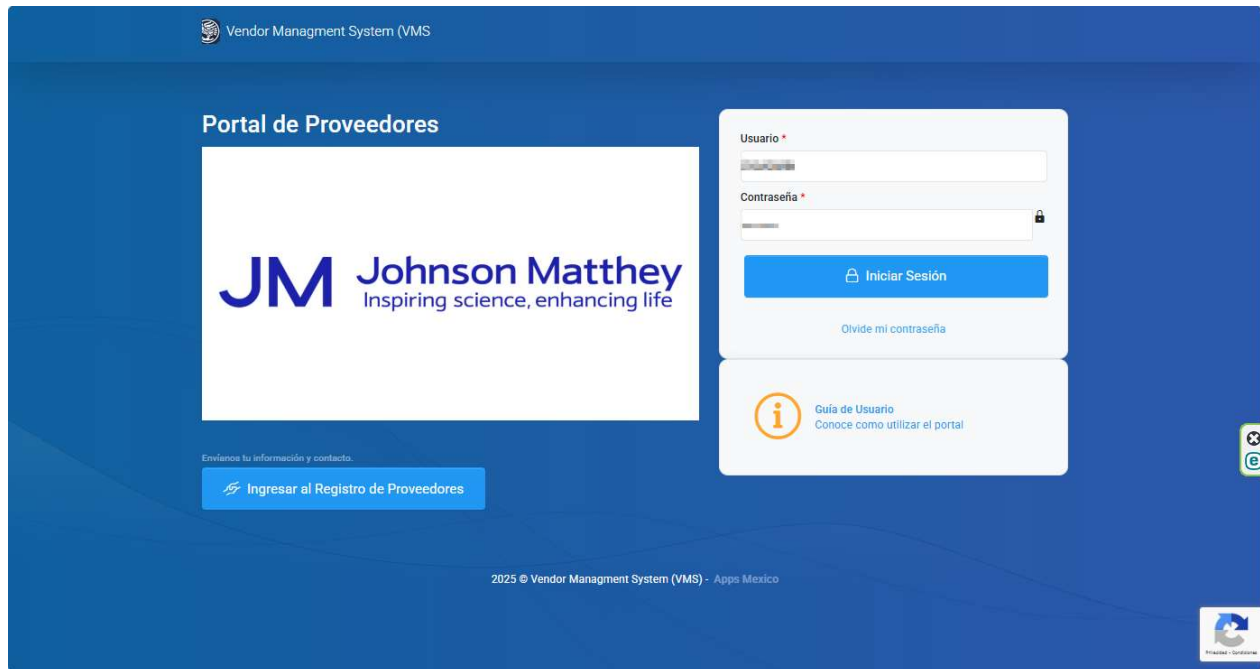 Vendor Managment System (VMS
Portal de Proveedores
JM Johnson Matthey
Inspiring science, enhancing life
Envíanos tu información y contacto.
Ingresar al Registro de Proveedores
Usuario *
Contraseña *
Iniciar Sesión
Olvide mi contraseña
Guía de Usuario
Conoce como utilizar el portal
2025 © Vendor Managment System (VMS) - Apps Mexico
Privacidad - Condiciones